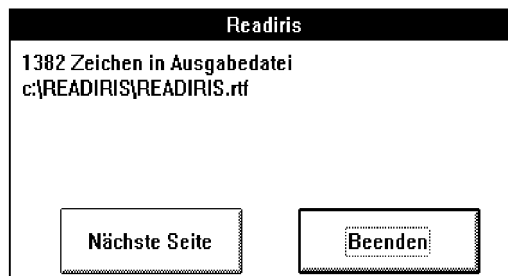 Readiris
1382 Zeichen in Ausgabedatei
c:\READIRIS\READIRIS.rtf
Nächste Seite
Beenden